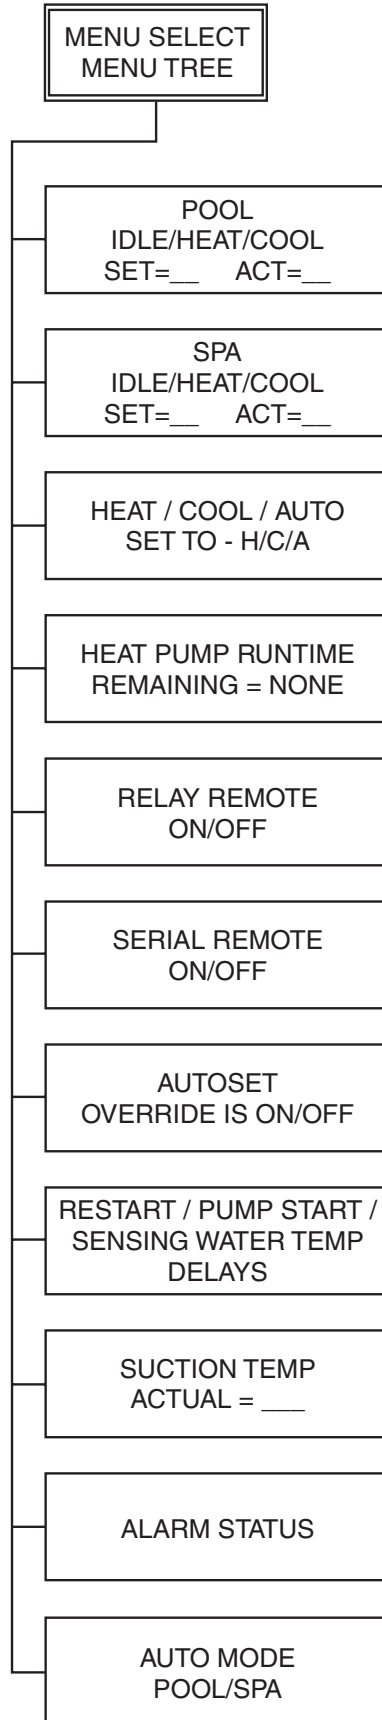 MENU SELECT
MENU TREE
POOL
IDLE/HEAT/COOL
SET=__ ACT=__
SPA
IDLE/HEAT/COOL
SET=__ ACT=__
HEAT / COOL / AUTO
SET TO - H/C/A
HEAT PUMP RUNTIME
REMAINING = NONE
RELAY REMOTE
ON/OFF
SERIAL REMOTE
ON/OFF
AUTOSET
OVERRIDE IS ON/OFF
RESTART / PUMP START /
SENSING WATER TEMP
DELAYS
SUCTION TEMP
ACTUAL = ___
ALARM STATUS
AUTO MODE
POOL/SPA